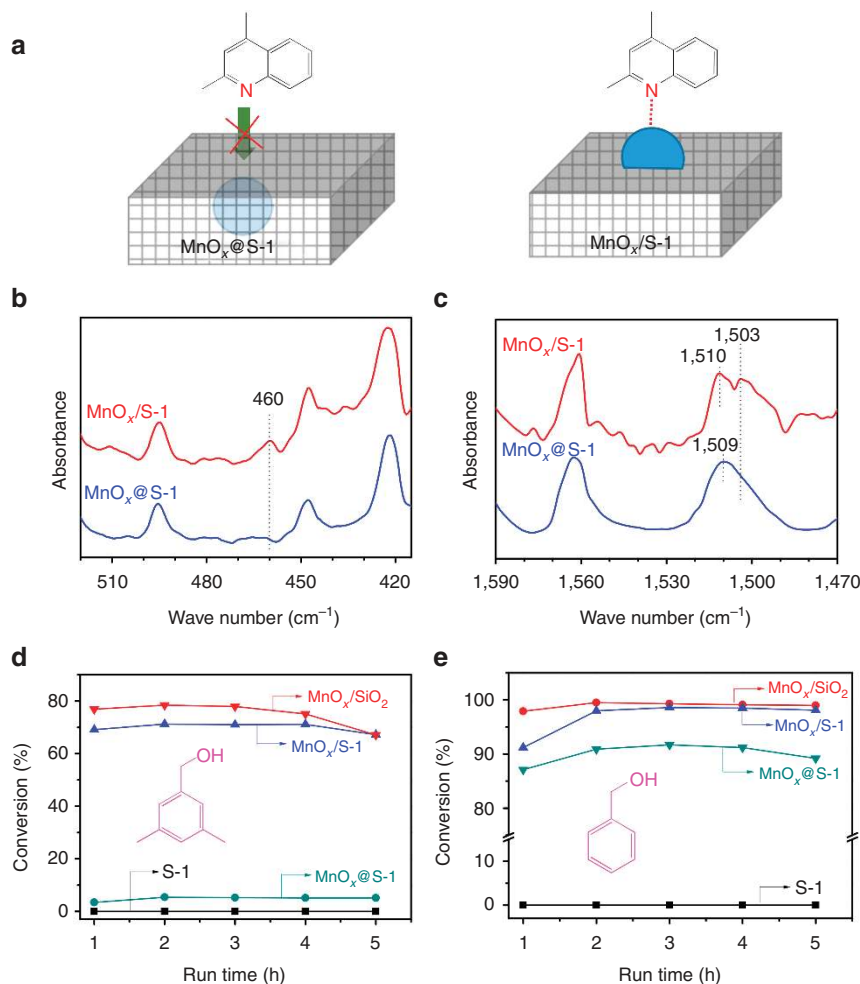 a
N
N
MnOₓ@S-1
MnOₓ/S-1
b
c
MnOₓ/S-1
460
MnOₓ@S-1
Absorbance
510
480
450
420
Wave number (cm⁻¹)
1,503
1,510
MnOₓ/S-1
1,509
MnOₓ@S-1
Absorbance
1,590
1,560
1,530
1,500
1,470
Wave number (cm⁻¹)
d
e
80
60
40
20
0
Conversion (%)
MnOₓ/SiO₂
MnOₓ/S-1
OH
S-1
MnOₓ@S-1
1
2
3
4
5
Run time (h)
100
90
80
10
0
Conversion (%)
MnOₓ/SiO₂
MnOₓ/S-1
MnOₓ@S-1
OH
S-1
1
2
3
4
5
Run time (h)